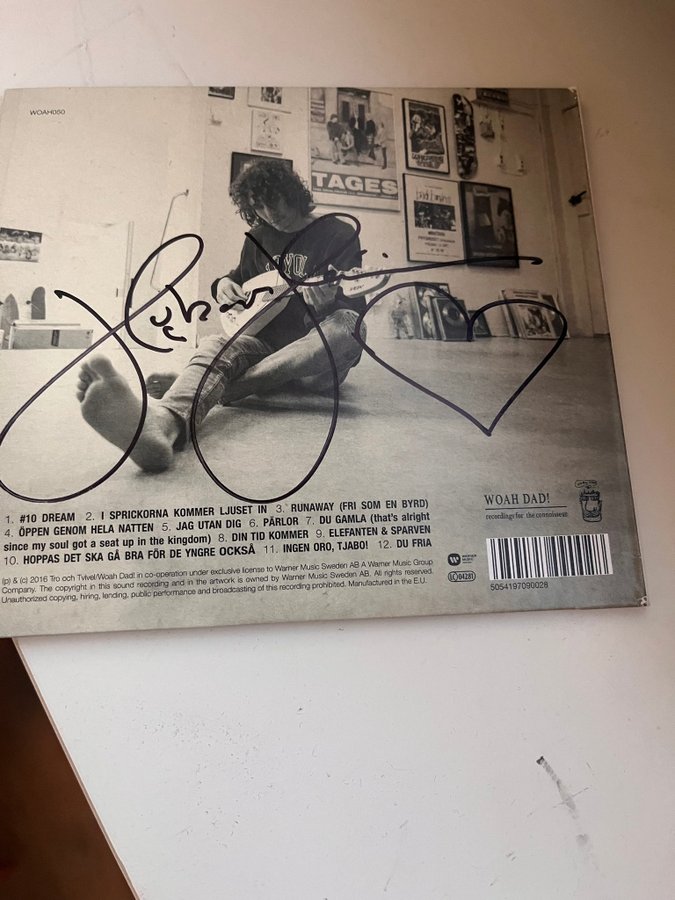 WOAH050
TAGES
1. #10 DREAM 2. I SPRICKORNA KOMMER LJUSET IN 3. RUNAWAY (FRI SOM EN BYRD)
4. ÖPPEN GENOM HELA NATTEN 5. JAG UTAN DIG 6. PÄRLOR 7. DU GAMLA (that's alright
since my soul got a seat up in the kingdom) 8. DIN TID KOMMER 9. ELEFANTEN & SPARVEN
10. HOPPAS DET SKA GÅ BRA FÖR DE YNGRE OCKSÅ 11. INGEN ORO, TJABO! 12. DU FRIA
(p) & (c) 2016 Tro och Tvivel/Woah Dad! in co-operation under exclusive license to Warner Music Sweden AB A Warner Music Group
Company. The copyright in this sound recording and in the artwork is owned by Warner Music Sweden AB. All rights reserved.
Unauthorized copying, hiring, lending, public performance and broadcasting of this recording prohibited. Manufactured in the E.U.
WOAH DAD!
recordings for the connoisseur
LC 04281
5054197090028